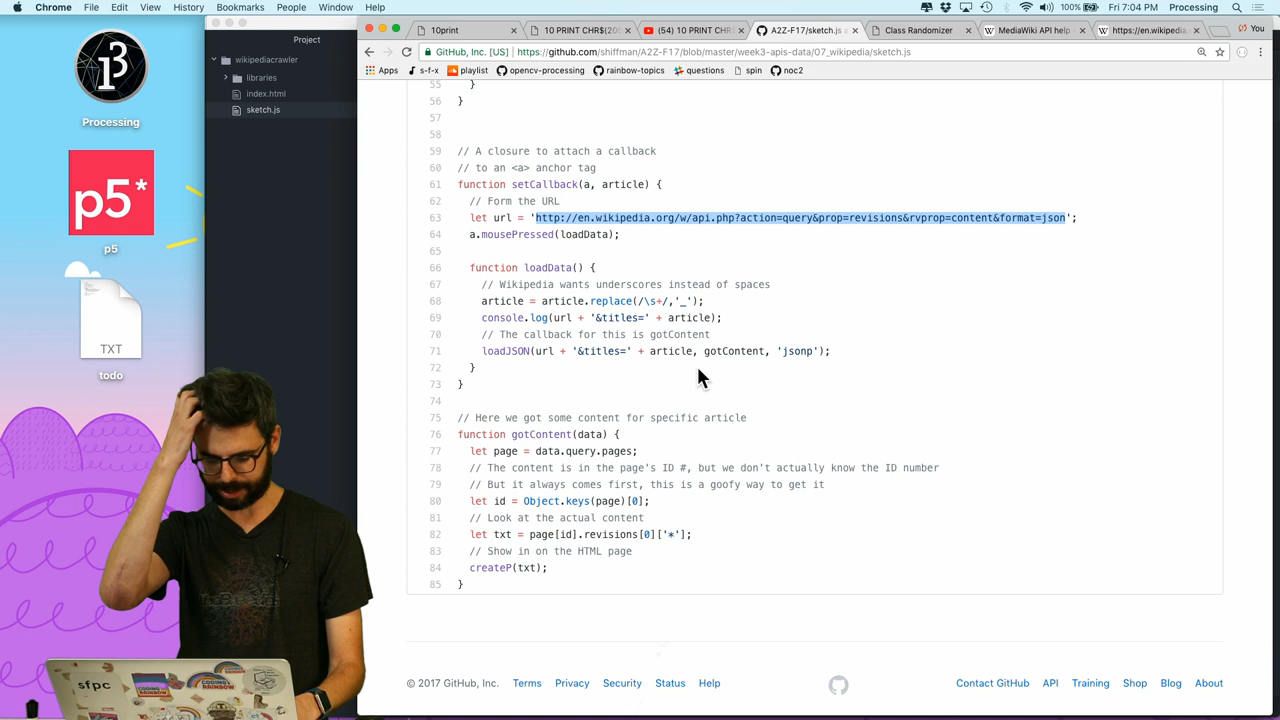 Chrome File Edit View History Bookmarks People Window Help 100% Fri 7:04 PM Processing
Project
wikipediacrawler
libraries
index.html
sketch.js
Processing
p5*
p5
TXT
todo
10print
10 PRINT CHR$(20
(54) 10 PRINT CHR
A2Z-F17/sketch.js a
Class Randomizer
MediaWiki API help
https://en.wikipedia.
You
GitHub, Inc. [US] https://github.com/shiffman/A2Z-F17/blob/master/week3-apis-data/07_wikipedia/sketch.js
Apps s-f-x playlist opencv-processing rainbow-topics questions spin noc2
55 }
56 }
57
58
59 // A closure to attach a callback
60 // to an <a> anchor tag
61 function setCallback(a, article) {
62 // Form the URL
63 let url = 'http://en.wikipedia.org/w/api.php?action=query&prop=revisions&rvprop=content&format=json';
64 a.mousePressed(loadData);
65
66 function loadData() {
67 // Wikipedia wants underscores instead of spaces
68 article = article.replace(/\s+/,'_');
69 console.log(url + '&titles=' + article);
70 // The callback for this is gotContent
71 loadJSON(url + '&titles=' + article, gotContent, 'jsonp');
72 }
73 }
74
75 // Here we got some content for specific article
76 function gotContent(data) {
77 let page = data.query.pages;
78 // The content is in the page's ID #, but we don't actually know the ID number
79 // But it always comes first, this is a goofy way to get it
80 let id = Object.keys(page)[0];
81 // Look at the actual content
82 let txt = page[id].revisions[0]['*'];
83 // Show in on the HTML page
84 createP(txt);
85 }
© 2017 GitHub, Inc. Terms Privacy Security Status Help Contact GitHub API Training Shop Blog About
sfpc
CODING RAINBOW